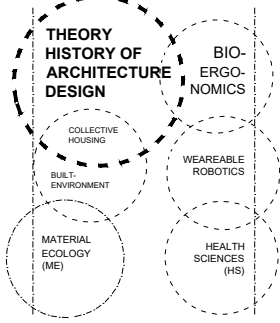 THEORY
HISTORY OF
ARCHITECTURE
DESIGN
BIO-
ERGO-
NOMICS
COLLECTIVE
HOUSING
BUILT-
ENVIRONMENT
WEAREABLE
ROBOTICS
MATERIAL
ECOLOGY
(ME)
HEALTH
SCIENCES
(HS)